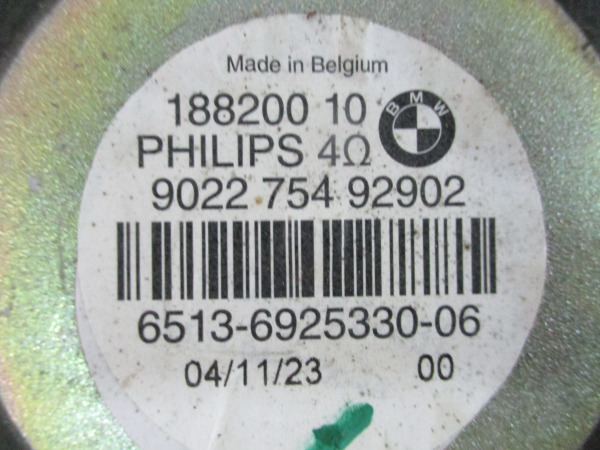 Made in Belgium
188200 10
BMW
PHILIPS 4Ω
9022 754 92902
6513-6925330-06
04/11/23 00